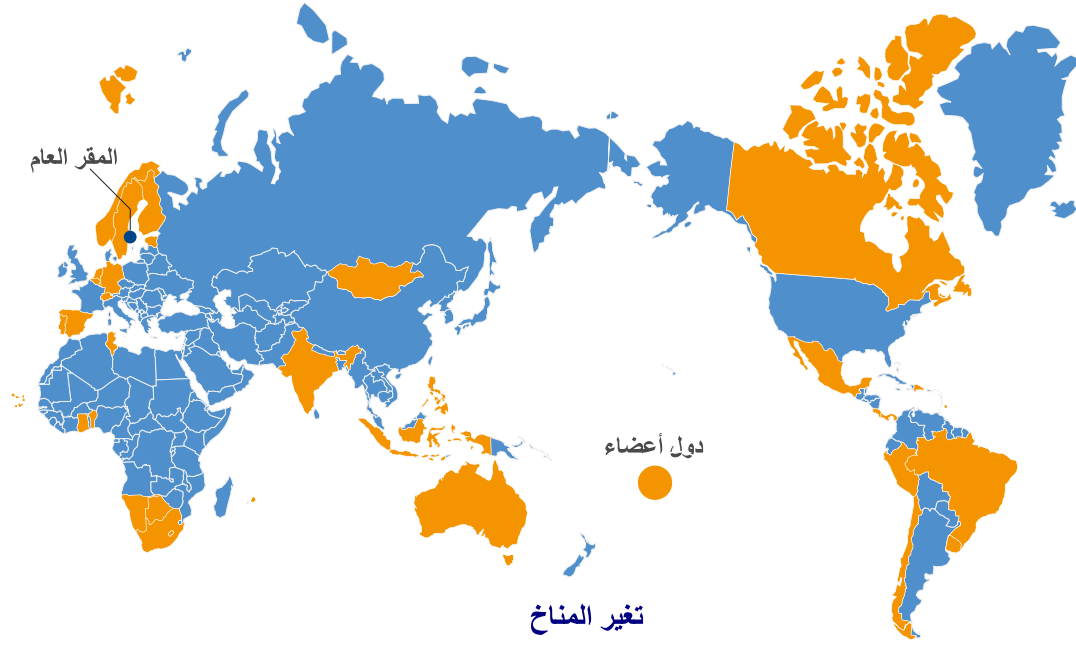 المقر العام
دول أعضاء
تغير المناخ